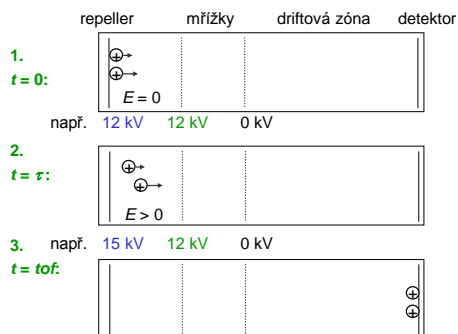 repeller mřížky driftová zóna detektor
1.
t = 0:
+
+
E = 0
např. 12 kV 12 kV 0 kV
2.
t = τ:
+
+
E > 0
např. 15 kV 12 kV 0 kV
3.
t = tof:
+
+